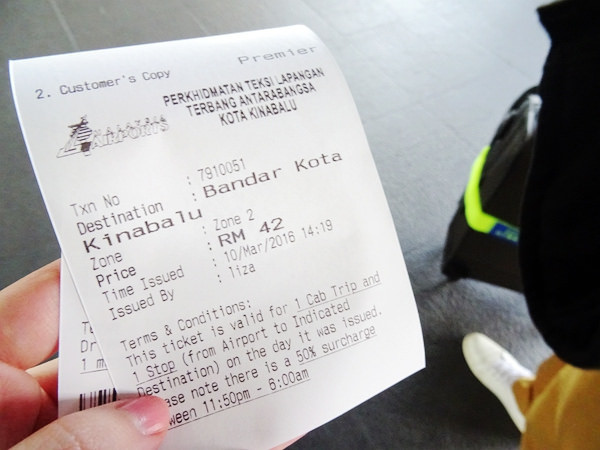 Premier
2. Customer's Copy
PERKHIDMATAN TEKSI LAPANGAN
TERBANG ANTARABANGSA
KOTA KINABALU
MALAYSIA
AIRPORTS
Txn No : 7910051
Destination : Bandar Kota
Kinabalu
Zone : Zone 2
Price : RM 42
Time Issued : 10/Mar/2016 14:19
Issued By : liza
Terms & Conditions:
This ticket is valid for 1 Cab Trip and
1 Stop (from Airport to Indicated
Destination) on the day it was issued.
note there is a 50% surcharge
11:50pm - 6:00am
1